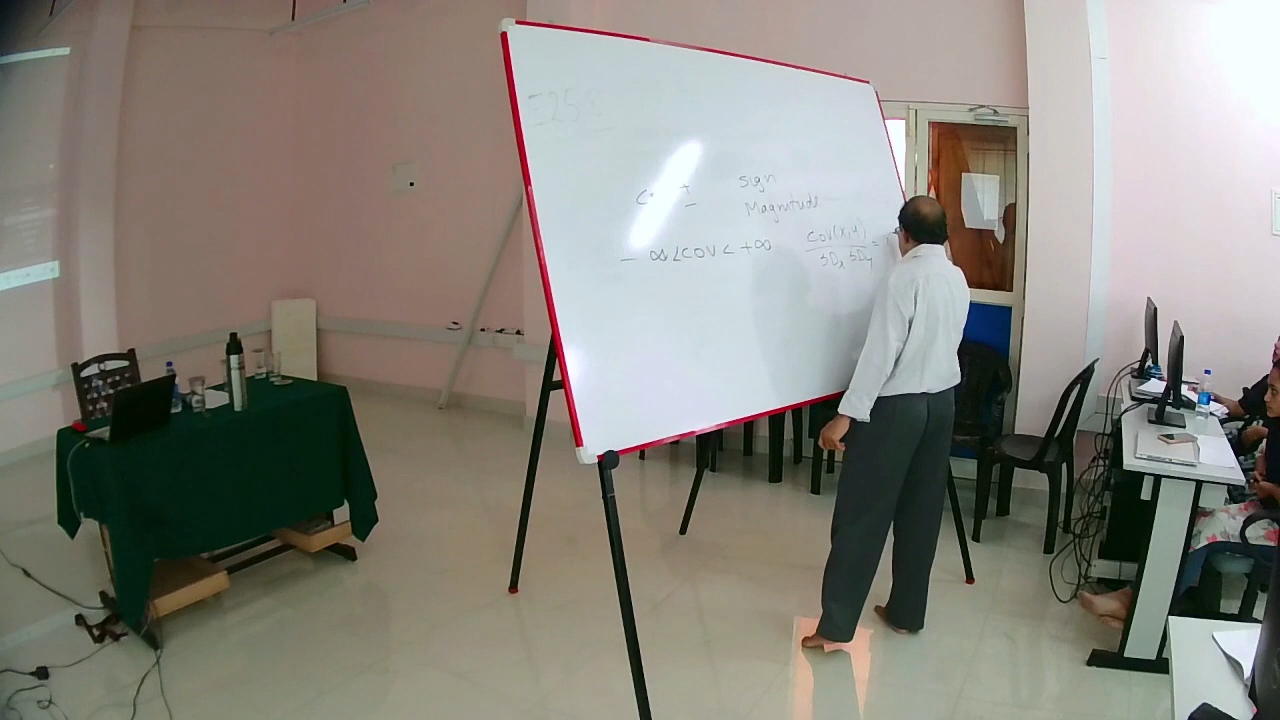 Sign
Magnitude
- ∞ < COV < +∞
COV(X,Y)
SDx SDy